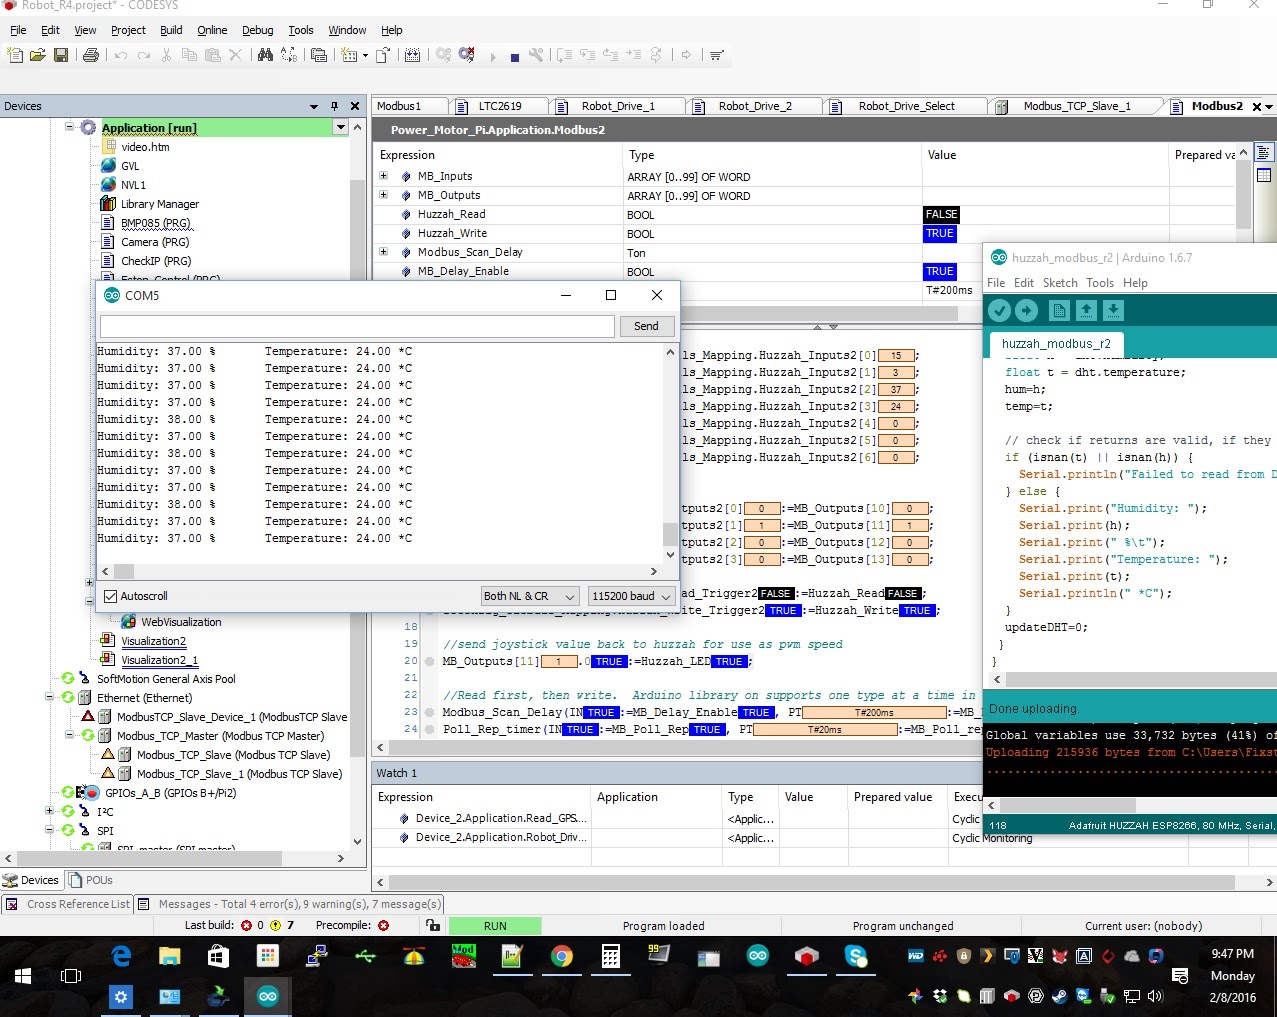 Robot_R4.project* - CODESYS
File Edit View Project Build Online Debug Tools Window Help
Devices
Application [run]
video.htm
GVL
NVL1
Library Manager
BMP085 (PRG)
Camera (PRG)
CheckIP (PRG)
Estop_Control (PRG)
WebVisualization
Visualization2
Visualization2_1
SoftMotion General Axis Pool
Ethernet (Ethernet)
ModbusTCP_Slave_Device_1 (ModbusTCP Slave
Modbus_TCP_Master (Modbus TCP Master)
Modbus_TCP_Slave (Modbus TCP Slave)
Modbus_TCP_Slave_1 (Modbus TCP Slave)
GPIOs_A_B (GPIOs B+/Pi2)
I²C
SPI
SPI_master (SPI master)
Devices POUs
Modbus1 LTC2619 Robot_Drive_1 Robot_Drive_2 Robot_Drive_Select Modbus_TCP_Slave_1 Modbus2
Power_Motor_Pi.Application.Modbus2
Expression Type Value Prepared va
MB_Inputs ARRAY [0..99] OF WORD
MB_Outputs ARRAY [0..99] OF WORD
Huzzah_Read BOOL FALSE
Huzzah_Write BOOL TRUE
Modbus_Scan_Delay Ton
MB_Delay_Enable BOOL TRUE
T#200ms
COM5
Send
Humidity: 37.00 % Temperature: 24.00 *C
Humidity: 37.00 % Temperature: 24.00 *C
Humidity: 37.00 % Temperature: 24.00 *C
Humidity: 37.00 % Temperature: 24.00 *C
Humidity: 38.00 % Temperature: 24.00 *C
Humidity: 37.00 % Temperature: 24.00 *C
Humidity: 38.00 % Temperature: 24.00 *C
Humidity: 37.00 % Temperature: 24.00 *C
Humidity: 37.00 % Temperature: 24.00 *C
Humidity: 38.00 % Temperature: 24.00 *C
Humidity: 37.00 % Temperature: 24.00 *C
Humidity: 37.00 % Temperature: 24.00 *C
Autoscroll Both NL & CR 115200 baud
ls_Mapping.Huzzah_Inputs2[0] 15 ;
ls_Mapping.Huzzah_Inputs2[1] 3 ;
ls_Mapping.Huzzah_Inputs2[2] 37 ;
ls_Mapping.Huzzah_Inputs2[3] 24 ;
ls_Mapping.Huzzah_Inputs2[4] 0 ;
ls_Mapping.Huzzah_Inputs2[5] 0 ;
ls_Mapping.Huzzah_Inputs2[6] 0 ;
tputs2[0] 0 :=MB_Outputs[10] 0 ;
tputs2[1] 1 :=MB_Outputs[11] 1 ;
tputs2[2] 0 :=MB_Outputs[12] 0 ;
tputs2[3] 0 :=MB_Outputs[13] 0 ;
ad_Trigger2 FALSE :=Huzzah_Read FALSE ;
rite_Trigger2 TRUE :=Huzzah_Write TRUE ;
18
19 //send joystick value back to huzzah for use as pwm speed
20 MB_Outputs[11] 1 .0 TRUE :=Huzzah_LED TRUE ;
21
22 //Read first, then write. Arduino library on supports one type at a time in
23 Modbus_Scan_Delay(IN TRUE :=MB_Delay_Enable TRUE , PT T#200ms :=MB_
24 Poll_Rep_timer(IN TRUE :=MB_Poll_Rep TRUE , PT T#20ms :=MB_Poll_rep
huzzah_modbus_r2 | Arduino 1.6.7
File Edit Sketch Tools Help
huzzah_modbus_r2
float t = dht.temperature;
hum=h;
temp=t;
// check if returns are valid, if they
if (isnan(t) || isnan(h)) {
Serial.println("Failed to read from D
} else {
Serial.print("Humidity: ");
Serial.print(h);
Serial.print(" %\t");
Serial.print("Temperature: ");
Serial.print(t);
Serial.println(" *C");
}
updateDHT=0;
}
}
Done uploading.
Global variables use 33,732 bytes (41%) of
Uploading 215936 bytes from C:\Users\Fixst
118 Adafruit HUZZAH ESP8266, 80 MHz, Serial,
Watch 1
Expression Application Type Value Prepared value Execu
Device_2.Application.Read_GPS.... <Applic... Cyclic
Device_2.Application.Robot_Driv... <Applic... Cyclic Monitoring
Cross Reference List Messages - Total 4 error(s), 9 warning(s), 7 message(s)
Last build: 0 7 Precompile: RUN Program loaded Program unchanged Current user: (nobody)
9:47 PM
Monday
2/8/2016